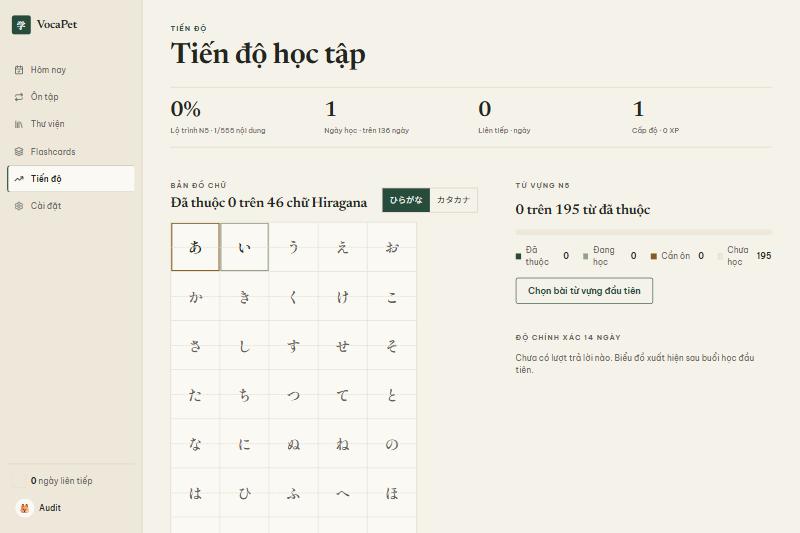 学 VocaPet
Hôm nay
Ôn tập
Thư viện
Flashcards
Tiến độ
Cài đặt
0 ngày liên tiếp
Audit
TIẾN ĐỘ
Tiến độ học tập
0%
Lộ trình N5 · 1/555 nội dung
1
Ngày học · trên 136 ngày
0
Liên tiếp · ngày
1
Cấp độ · 0 XP
BẢN ĐỒ CHỮ
Đã thuộc 0 trên 46 chữ Hiragana
ひらがな カタカナ
あ い う え お
か き く け こ
さ し す せ そ
た ち つ て と
な に ぬ ね の
は ひ ふ へ ほ
TỪ VỰNG N5
0 trên 195 từ đã thuộc
Đã thuộc 0
Đang học 0
Cần ôn 0
Chưa học 195
Chọn bài từ vựng đầu tiên
ĐỘ CHÍNH XÁC 14 NGÀY
Chưa có lượt trả lời nào. Biểu đồ xuất hiện sau buổi học đầu
tiên.